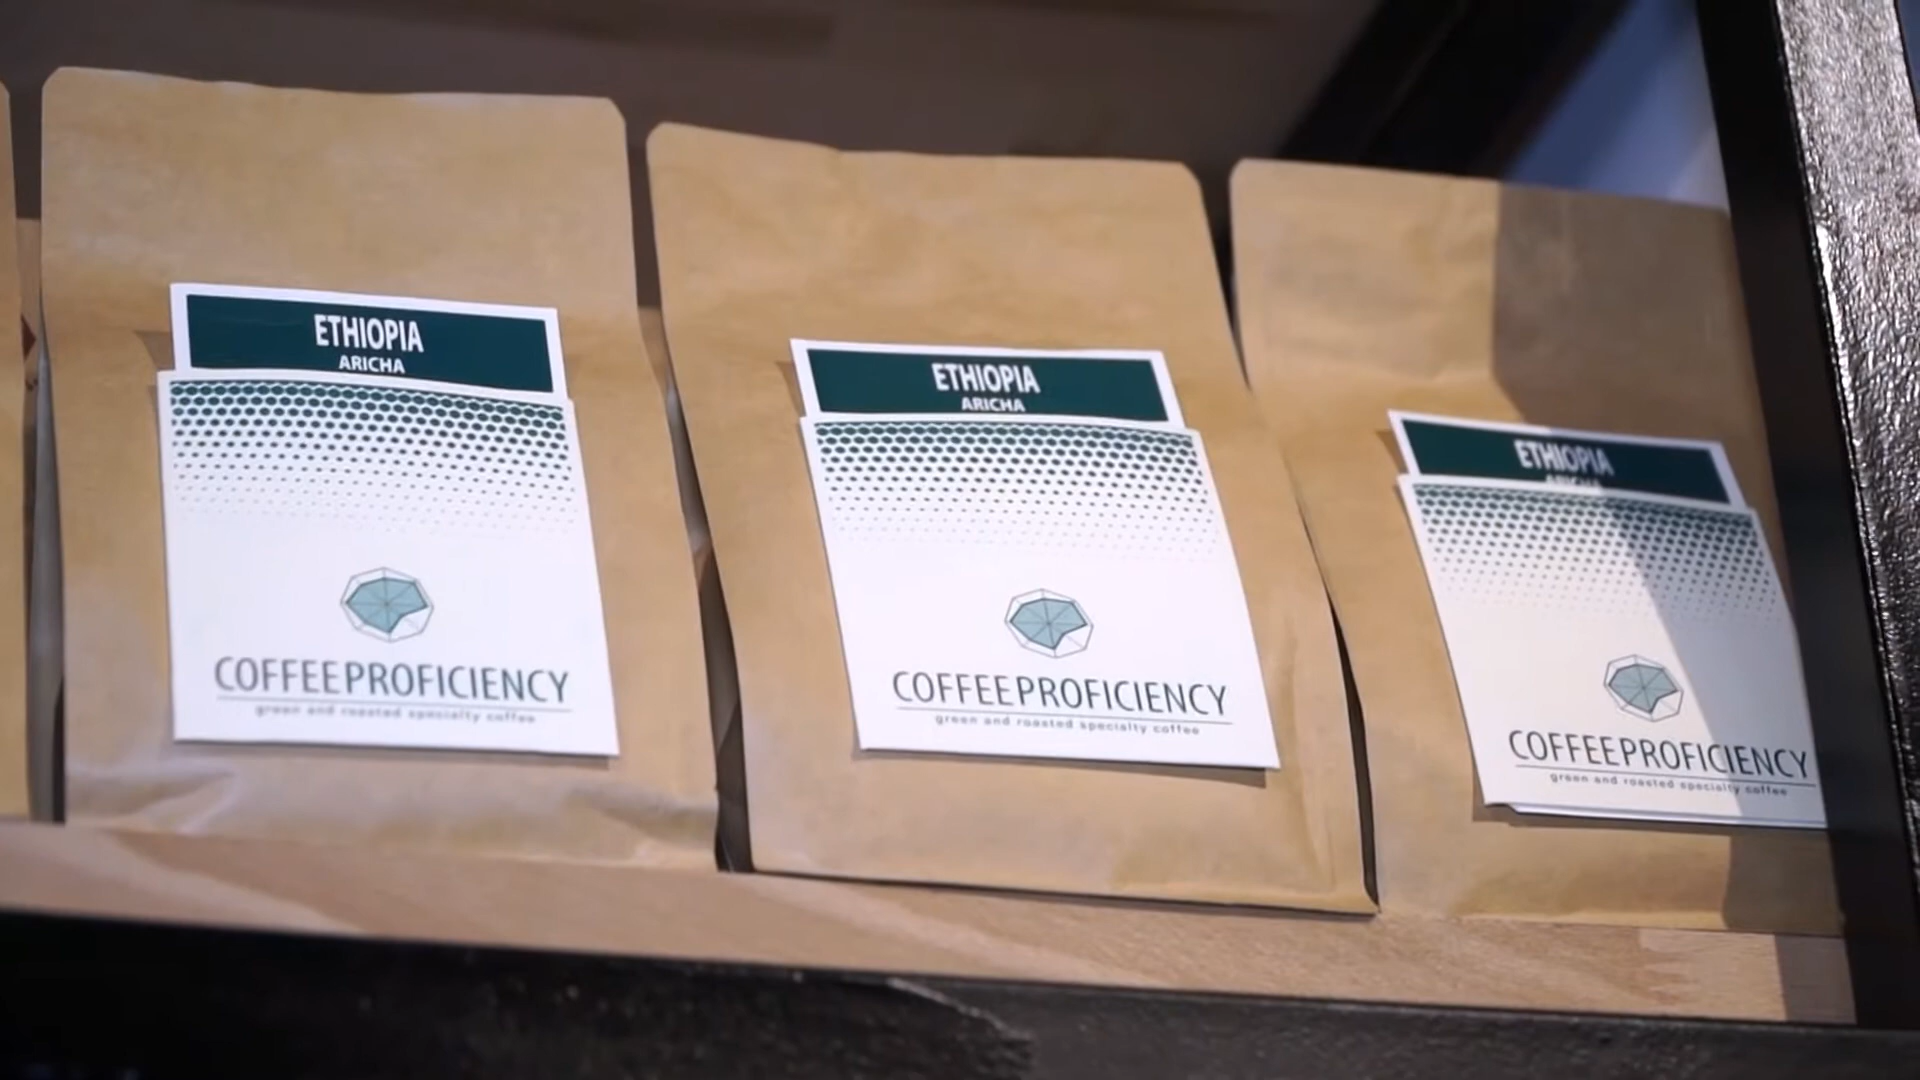 ETHIOPIA
ARICHA
COFFEEPROFICIENCY
green and roasted specialty coffee
ETHIOPIA
ARICHA
COFFEEPROFICIENCY
green and roasted specialty coffee
ETHIOPIA
ARICHA
COFFEEPROFICIENCY
green and roasted specialty coffee